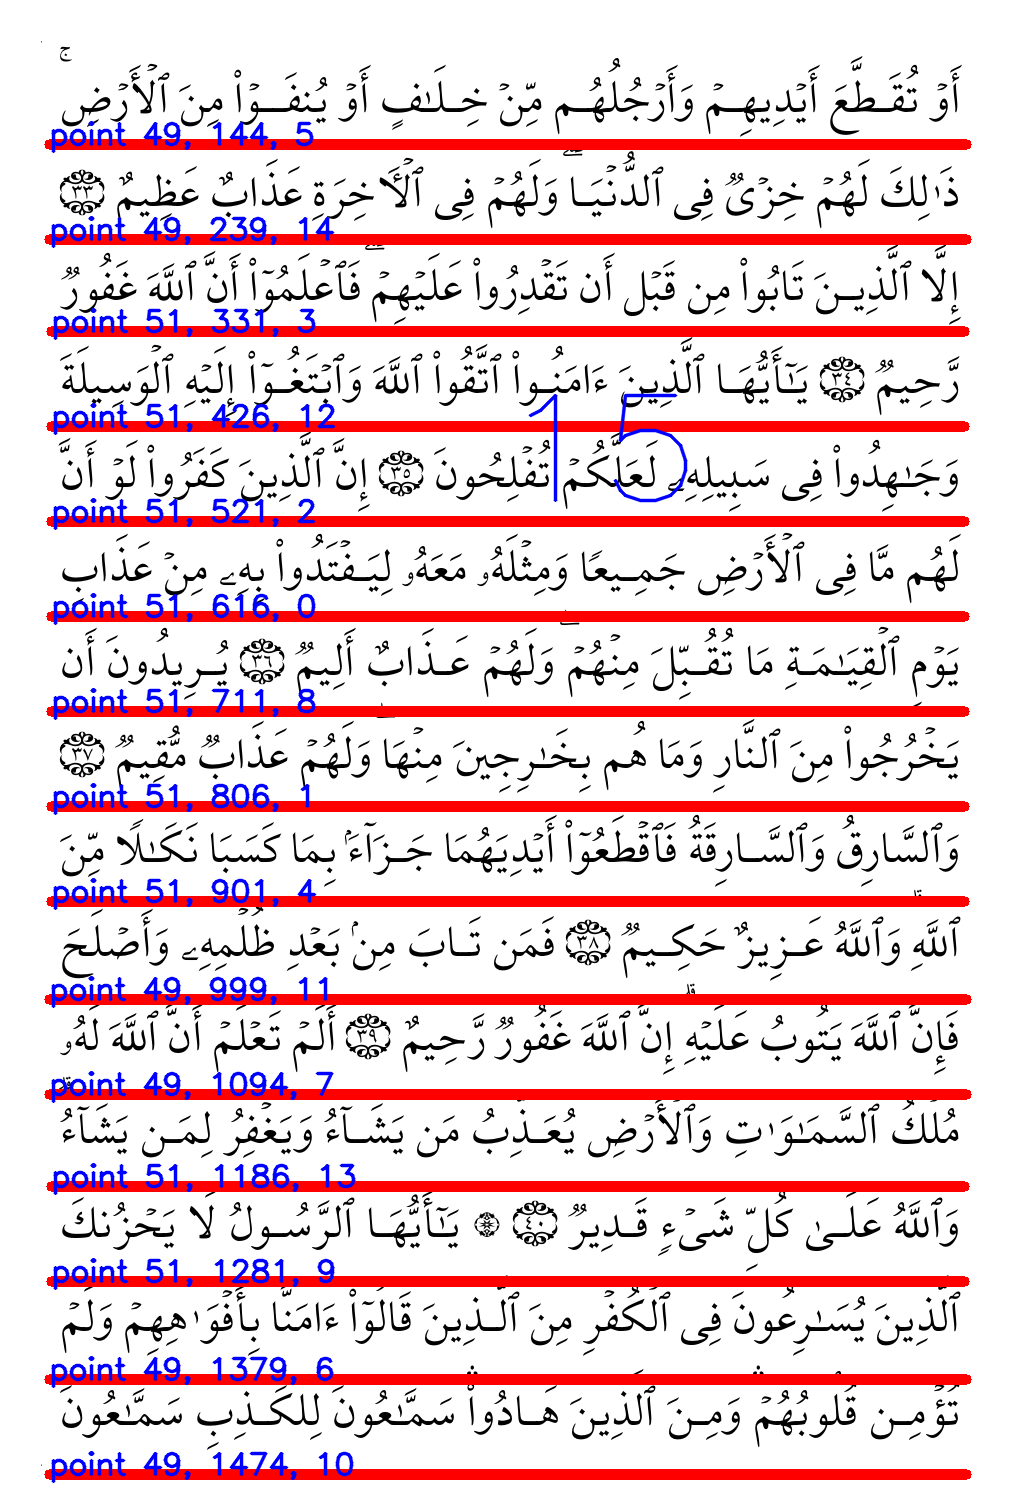 أَوْ تُقَطَّعَ أَيْدِيهِمْ وَأَرْجُلُهُم مِّنْ خِلَٰفٍ أَوْ يُنفَوْا۟ مِنَ ٱلْأَرْضِ ۚ
point 49, 144, 5
ذَٰلِكَ لَهُمْ خِزْىٌ فِى ٱلدُّنْيَا ۖ وَلَهُمْ فِى ٱلْءَاخِرَةِ عَذَابٌ عَظِيمٌ ٣٣
point 49, 239, 14
إِلَّا ٱلَّذِينَ تَابُوا۟ مِن قَبْلِ أَن تَقْدِرُوا۟ عَلَيْهِمْ ۖ فَٱعْلَمُوٓا۟ أَنَّ ٱللَّهَ غَفُورٌ
point 51, 331, 3
رَّحِيمٌ ٣٤ يَٰٓأَيُّهَا ٱلَّذِينَ ءَامَنُوا۟ ٱتَّقُوا۟ ٱللَّهَ وَٱبْتَغُوٓا۟ إِلَيْهِ ٱلْوَسِيلَةَ
point 51, 426, 12
15
وَجَٰهِدُوا۟ فِى سَبِيلِهِۦ لَعَلَّكُمْ تُفْلِحُونَ ٣٥ إِنَّ ٱلَّذِينَ كَفَرُوا۟ لَوْ أَنَّ
point 51, 521, 2
لَهُم مَّا فِى ٱلْأَرْضِ جَمِيعًا وَمِثْلَهُۥ مَعَهُۥ لِيَفْتَدُوا۟ بِهِۦ مِنْ عَذَابِ
point 51, 616, 0
يَوْمِ ٱلْقِيَٰمَةِ مَا تُقُبِّلَ مِنْهُمْ ۖ وَلَهُمْ عَذَابٌ أَلِيمٌ ٣٦ يُرِيدُونَ أَن
point 51, 711, 8
يَخْرُجُوا۟ مِنَ ٱلنَّارِ وَمَا هُم بِخَٰرِجِينَ مِنْهَا ۖ وَلَهُمْ عَذَابٌ مُّقِيمٌ ٣٧
point 51, 806, 1
وَٱلسَّارِقُ وَٱلسَّارِقَةُ فَٱقْطَعُوٓا۟ أَيْدِيَهُمَا جَزَآءًۢ بِمَا كَسَبَا نَكَٰلًا مِّنَ
point 51, 901, 4
ٱللَّهِ ۗ وَٱللَّهُ عَزِيزٌ حَكِيمٌ ٣٨ فَمَن تَابَ مِنۢ بَعْدِ ظُلْمِهِۦ وَأَصْلَحَ
point 49, 999, 11
فَإِنَّ ٱللَّهَ يَتُوبُ عَلَيْهِ ۗ إِنَّ ٱللَّهَ غَفُورٌ رَّحِيمٌ ٣٩ أَلَمْ تَعْلَمْ أَنَّ ٱللَّهَ لَهُۥ
point 49, 1094, 7
مُلْكُ ٱلسَّمَٰوَٰتِ وَٱلْأَرْضِ يُعَذِّبُ مَن يَشَآءُ وَيَغْفِرُ لِمَن يَشَآءُ ۗ
point 51, 1186, 13
وَٱللَّهُ عَلَىٰ كُلِّ شَىْءٍ قَدِيرٌ ٤٠ ۞ يَٰٓأَيُّهَا ٱلرَّسُولُ لَا يَحْزُنكَ
point 51, 1281, 9
ٱلَّذِينَ يُسَٰرِعُونَ فِى ٱلْكُفْرِ مِنَ ٱلَّذِينَ قَالُوٓا۟ ءَامَنَّا بِأَفْوَٰهِهِمْ وَلَمْ
point 49, 1379, 6
تُؤْمِن قُلُوبُهُمْ ۛ وَمِنَ ٱلَّذِينَ هَادُوا۟ ۛ سَمَّٰعُونَ لِلْكَذِبِ سَمَّٰعُونَ
point 49, 1474, 10